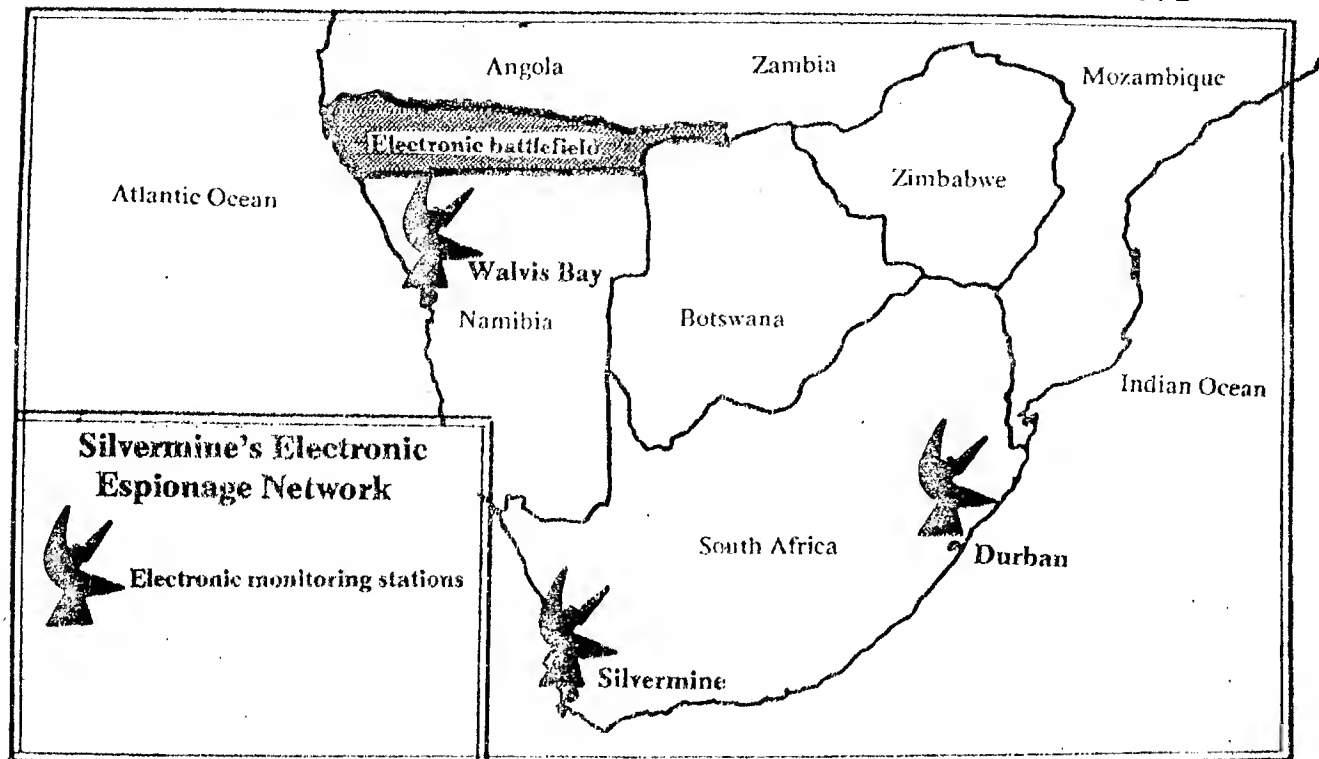 Angola
Zambia
Mozambique
Electronic battlefield
Zimbabwe
Atlantic Ocean
Walvis Bay
Namibia
Botswana
Indian Ocean
Silvermine's Electronic
Espionage Network
Electronic monitoring stations
South Africa
Durban
Silvermine